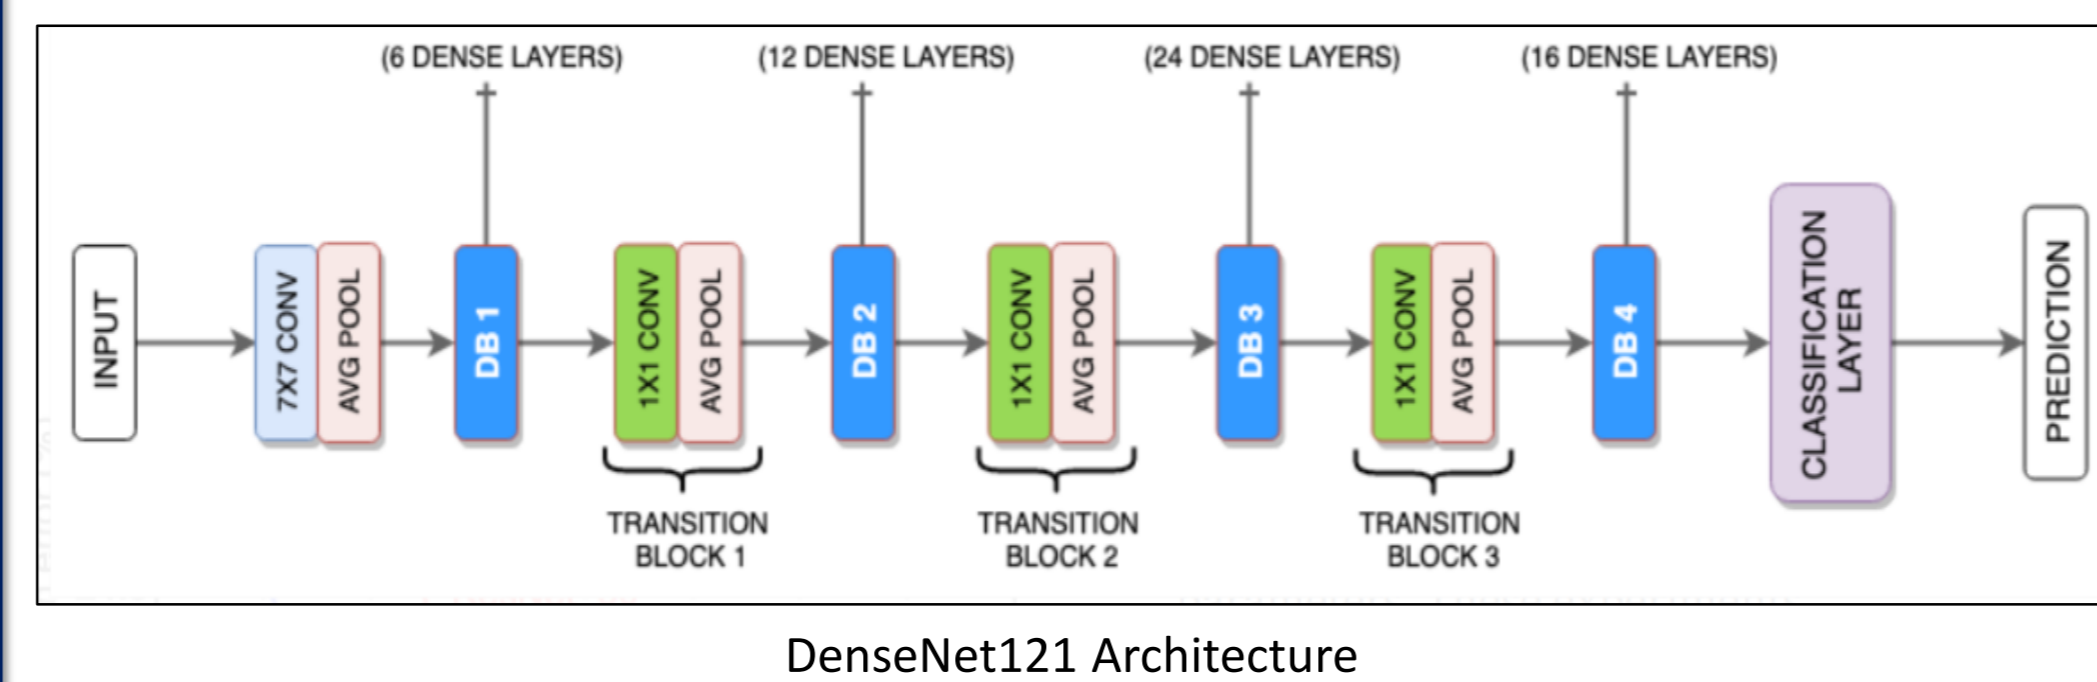 (6 DENSE LAYERS)
(12 DENSE LAYERS)
(24 DENSE LAYERS)
(16 DENSE LAYERS)
INPUT
7X7 CONV
AVG POOL
DB 1
1X1 CONV
AVG POOL
DB 2
1X1 CONV
AVG POOL
DB 3
1X1 CONV
AVG POOL
DB 4
CLASSIFICATION
LAYER
PREDICTION
TRANSITION
BLOCK 1
TRANSITION
BLOCK 2
TRANSITION
BLOCK 3
DenseNet121 Architecture